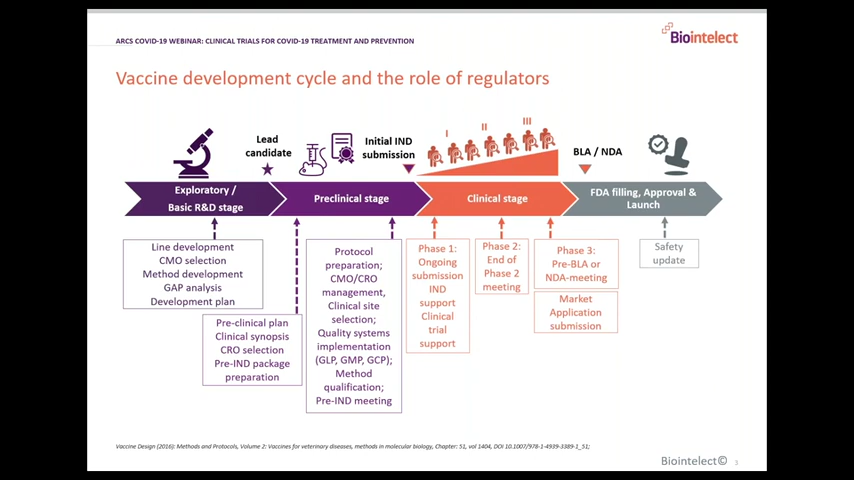 ARCS COVID-19 WEBINAR: CLINICAL TRIALS FOR COVID-19 TREATMENT AND PREVENTION
Biointelect
Vaccine development cycle and the role of regulators
Lead
candidate
Initial IND
submission
I
II
III
BLA / NDA
Exploratory /
Basic R&D stage
Preclinical stage
Clinical stage
FDA filling, Approval &
Launch
Line development
CMO selection
Method development
GAP analysis
Development plan
Pre-clinical plan
Clinical synopsis
CRO selection
Pre-IND package
preparation
Protocol
preparation;
CMO/CRO
management,
Clinical site
selection;
Quality systems
implementation
(GLP, GMP, GCP);
Method
qualification;
Pre-IND meeting
Phase 1:
Ongoing
submission
IND
support
Clinical
trial
support
Phase 2:
End of
Phase 2
meeting
Phase 3:
Pre-BLA or
NDA-meeting
Market
Application
submission
Safety
update
Vaccine Design (2016): Methods and Protocols, Volume 2: Vaccines for veterinary diseases, methods in molecular biology, Chapter: 51, vol 1404, DOI 10.1007/978-1-4939-3389-1_51;
Biointelect© 3